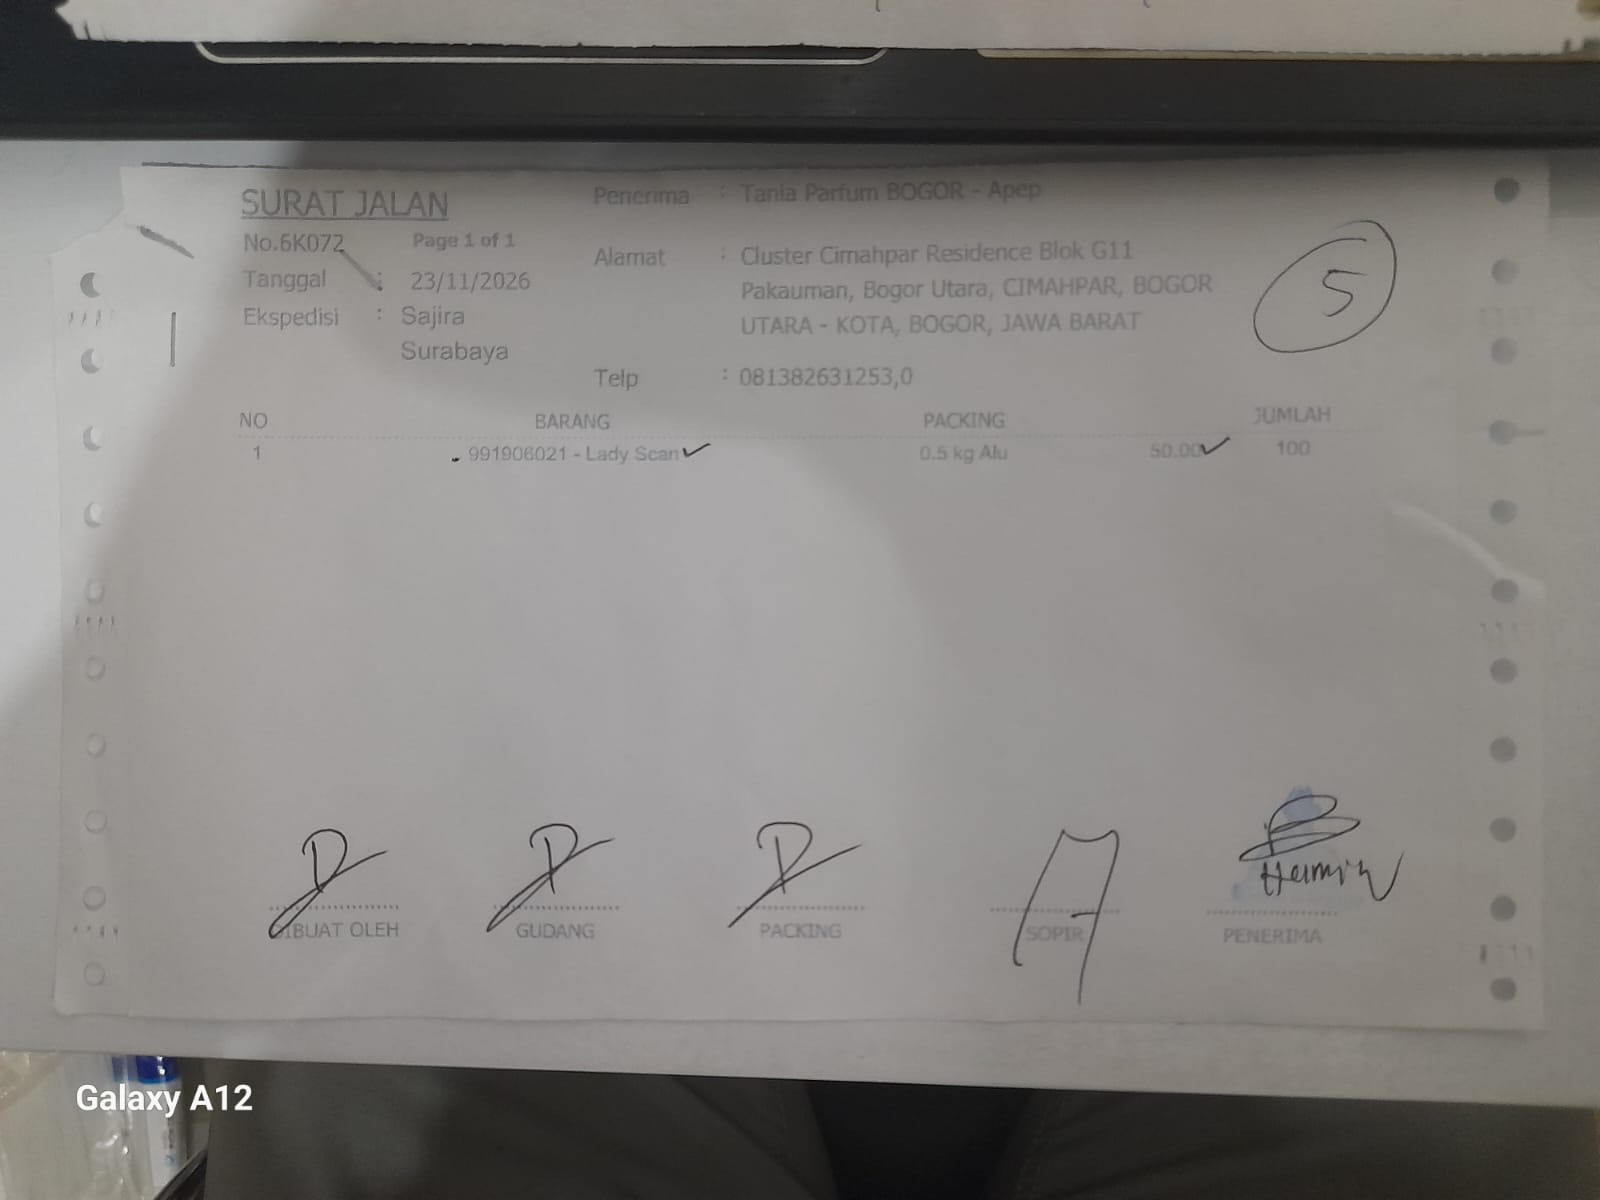 SURAT JALAN
No.6K072 Page 1 of 1
Tanggal : 23/11/2026
Ekspedisi : Sajira
Surabaya
Penerima : Tania Parfum BOGOR - Apep
Alamat : Cluster Cimahpar Residence Blok G11
Pakauman, Bogor Utara, CIMAHPAR, BOGOR
UTARA - KOTA, BOGOR, JAWA BARAT
Telp : 081382631253,0
5
NO BARANG PACKING JUMLAH
1 991906021 - Lady Scan 0.5 kg Alu 50.00 100
DIBUAT OLEH GUDANG PACKING SOPIR PENERIMA
Galaxy A12